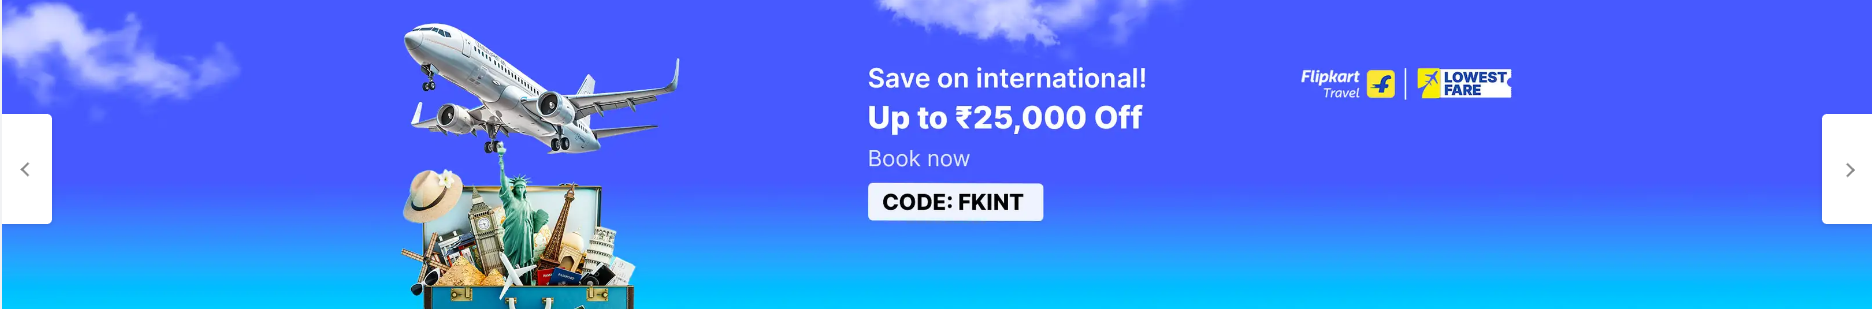 Save on international!
Up to ₹25,000 Off
Book now
CODE: FKINT
Flipkart
Travel
LOWEST
FARE